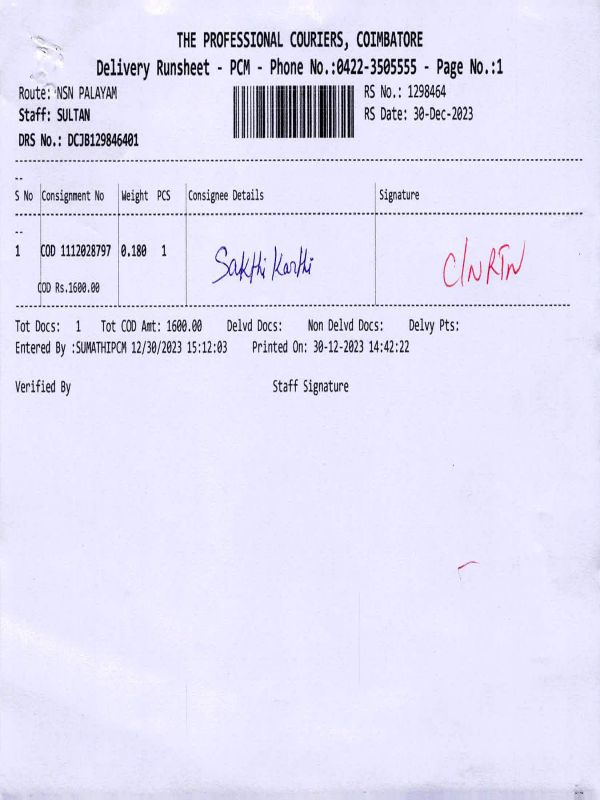 THE PROFESSIONAL COURIERS, COIMBATORE
Delivery Runsheet - PCM - Phone No.:0422-3505555 - Page No.:1
Route: NSN PALAYAM
RS No.: 1298464
Staff: SULTAN
RS Date: 30-Dec-2023
DRS No.: DCJB129846401
S No Consignment No Weight PCS Consignee Details Signature
1 COD 1112028797 0.180 1 Sakthi Karthi C/NRTN
COD Rs.1600.00
Tot Docs: 1 Tot COD Amt: 1600.00 Delvd Docs: Non Delvd Docs: Delvy Pts:
Entered By :SUMATHIPCM 12/30/2023 15:12:03 Printed On: 30-12-2023 14:42:22
Verified By Staff Signature